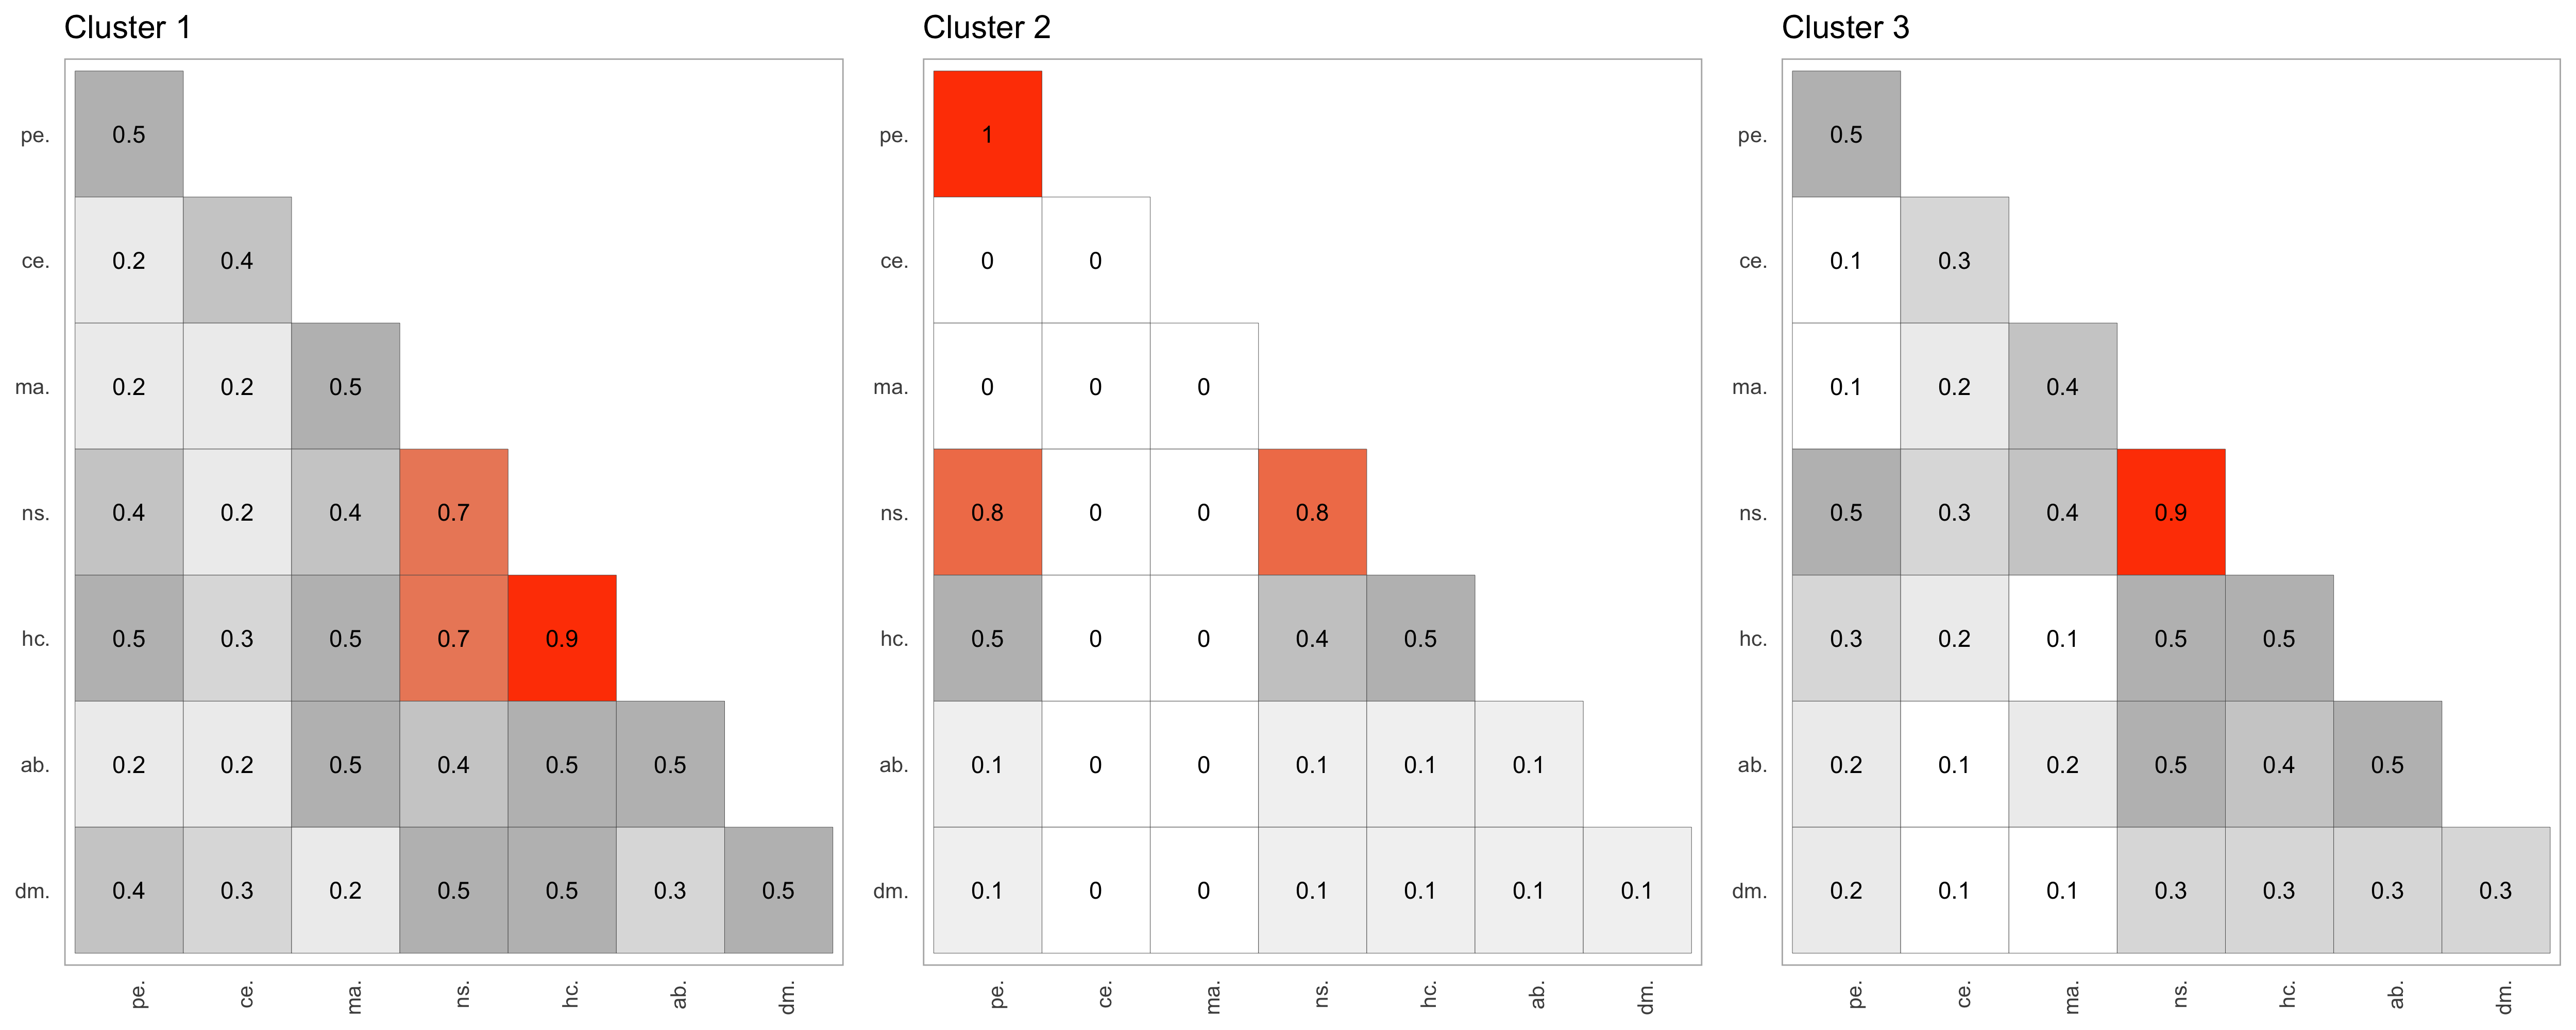 Cluster 1 Cluster 2 Cluster 3
pe. 0.5 pe. 1 pe. 0.5
ce. 0.2 0.4 ce. 0 0 ce. 0.1 0.3
ma. 0.2 0.2 0.5 ma. 0 0 0 ma. 0.1 0.2 0.4
ns. 0.4 0.2 0.4 0.7 ns. 0.8 0 0 0.8 ns. 0.5 0.3 0.4 0.9
hc. 0.5 0.3 0.5 0.7 0.9 hc. 0.5 0 0 0.4 0.5 hc. 0.3 0.2 0.1 0.5 0.5
ab. 0.2 0.2 0.5 0.4 0.5 0.5 ab. 0.1 0 0 0.1 0.1 0.1 ab. 0.2 0.1 0.2 0.5 0.4 0.5
dm. 0.4 0.3 0.2 0.5 0.5 0.3 0.5 dm. 0.1 0 0 0.1 0.1 0.1 0.1 dm. 0.2 0.1 0.1 0.3 0.3 0.3 0.3
pe. ce. ma. ns. hc. ab. dm. pe. ce. ma. ns. hc. ab. dm. pe. ce. ma. ns. hc. ab. dm.